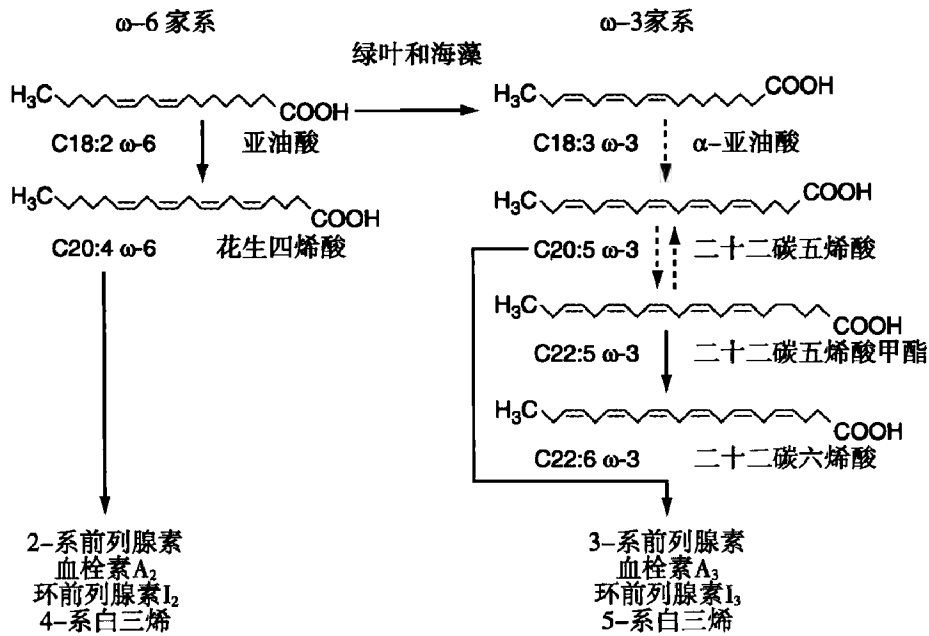 ω-6 家系
ω-3家系
绿叶和海藻
H₃C
COOH
H₃C
COOH
C18:2 ω-6
亚油酸
C18:3 ω-3
α-亚油酸
H₃C
COOH
H₃C
COOH
C20:4 ω-6
花生四烯酸
C20:5 ω-3
二十二碳五烯酸
H₃C
COOH
C22:5 ω-3
二十二碳五烯酸甲酯
H₃C
COOH
C22:6 ω-3
二十二碳六烯酸
2-系前列腺素
血栓素A₂
环前列腺素I₂
4-系白三烯
3-系前列腺素
血栓素A₃
环前列腺素I₃
5-系白三烯